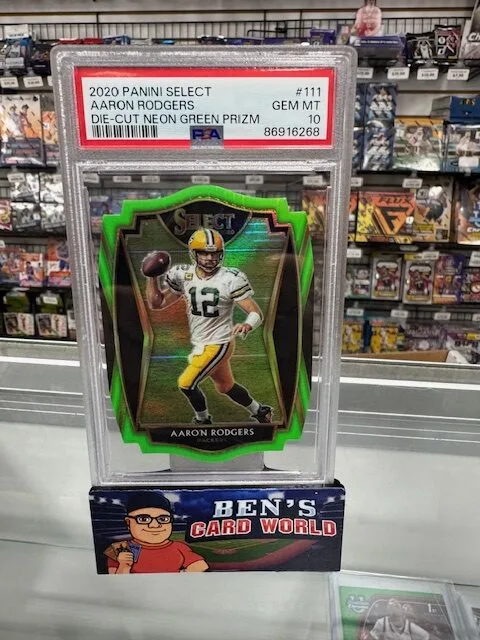 2020 PANINI SELECT #111
AARON RODGERS GEM MT
DIE-CUT NEON GREEN PRIZM 10
PSA 86916268
SELECT
12
AARON RODGERS
PACKERS
BEN'S
CARD WORLD